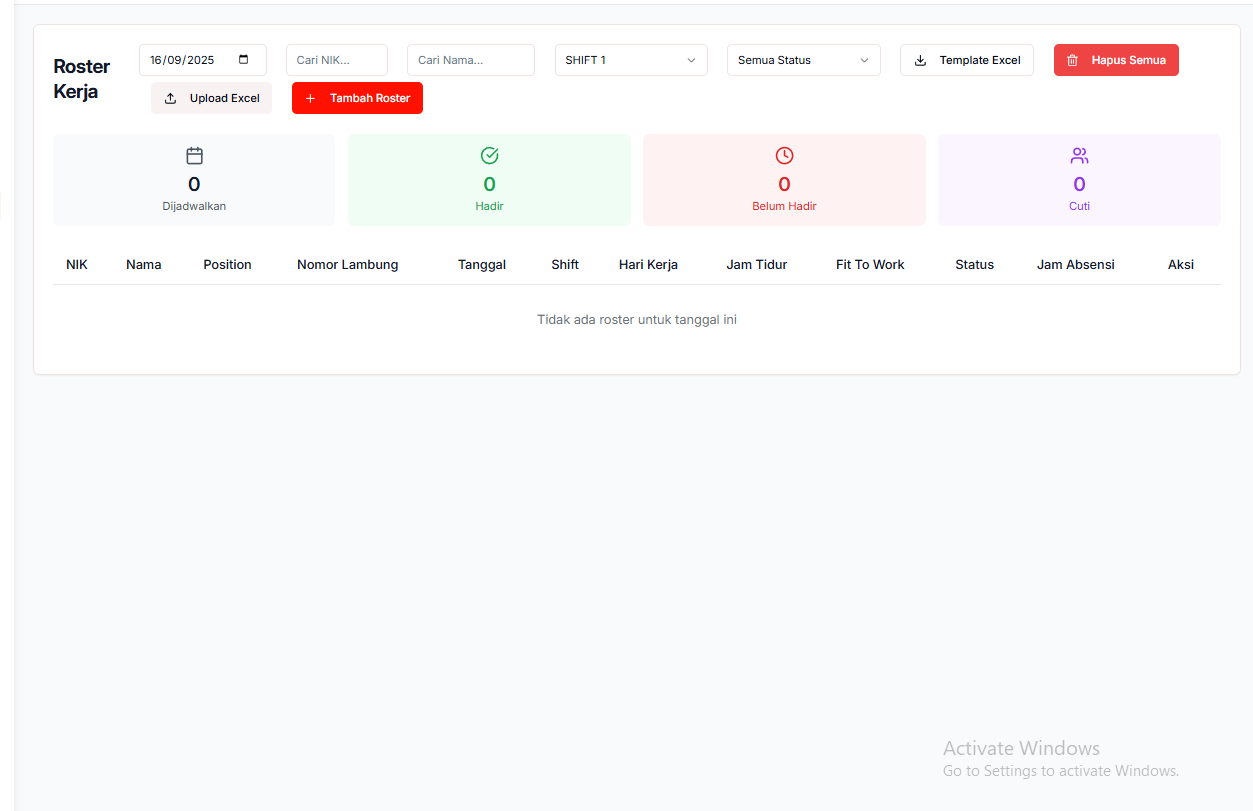 Roster Kerja
16/09/2025
Cari NIK...
Cari Nama...
SHIFT 1
Semua Status
Template Excel
Hapus Semua
Upload Excel
Tambah Roster
0
Dijadwalkan
0
Hadir
0
Belum Hadir
0
Cuti
NIK Nama Position Nomor Lambung Tanggal Shift Hari Kerja Jam Tidur Fit To Work Status Jam Absensi Aksi
Tidak ada roster untuk tanggal ini
Activate Windows
Go to Settings to activate Windows.